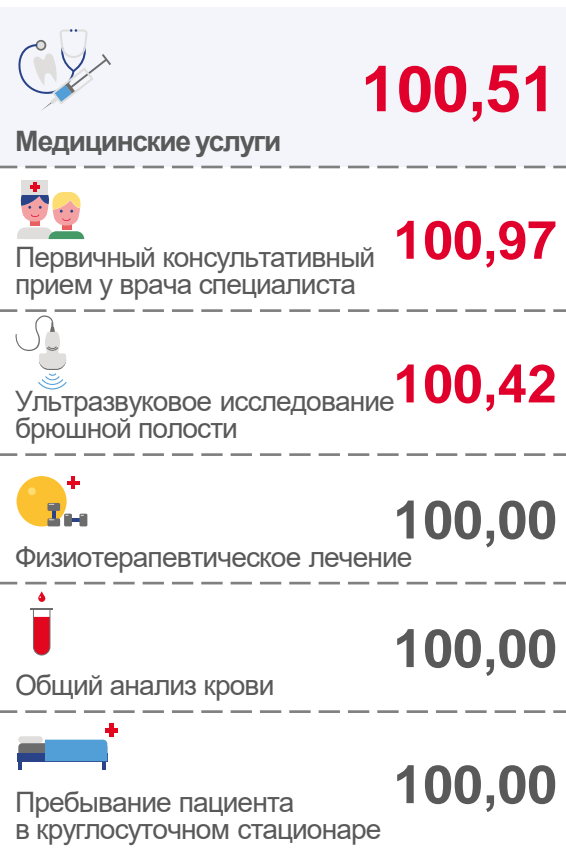 100,51
Медицинские услуги
100,97
Первичный консультативный
прием у врача специалиста
100,42
Ультразвуковое исследование
брюшной полости
100,00
Физиотерапевтическое лечение
100,00
Общий анализ крови
100,00
Пребывание пациента
в круглосуточном стационаре